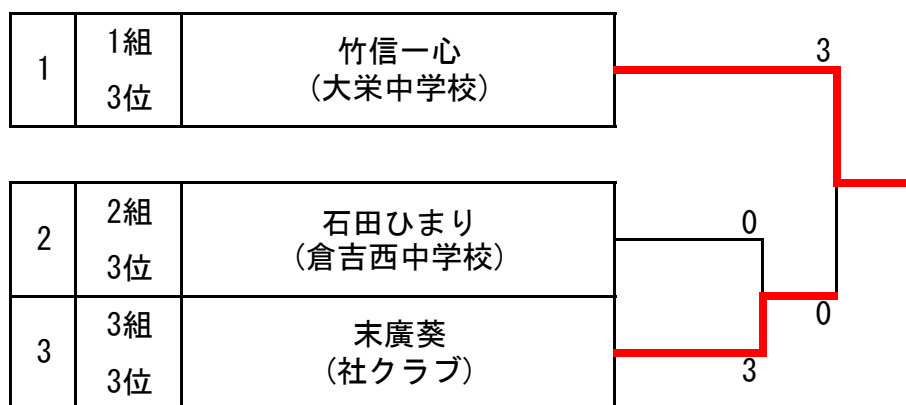 1
1組
3位
竹信一心
(大栄中学校)
3
2
2組
3位
石田ひまり
(倉吉西中学校)
0
3
3組
3位
末廣葵
(社クラブ)
3
0